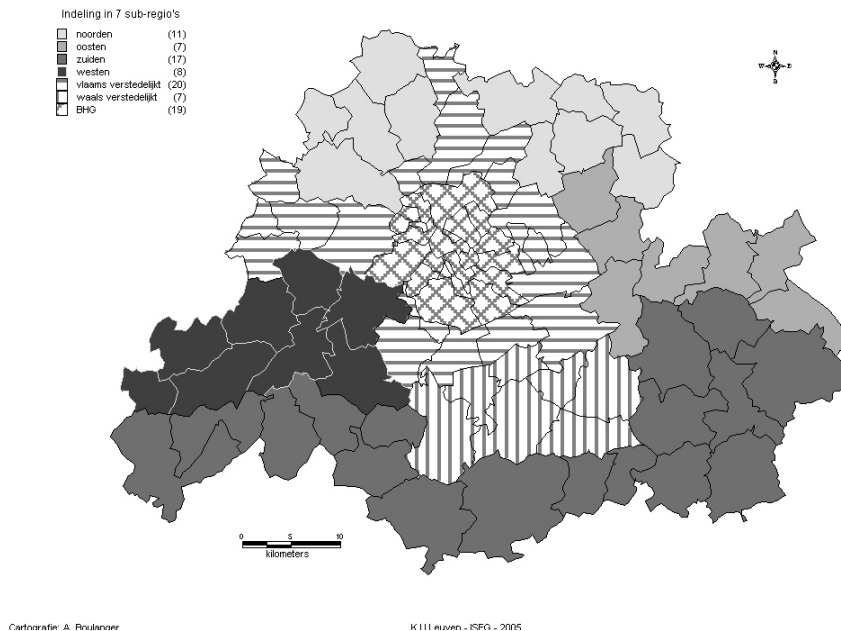 Indeling in 7 sub-regio's
noorden (11)
oosten (7)
zuiden (17)
westen (8)
vlaams verstedelijkt (20)
waals verstedelijkt (7)
BHG (19)
N
W E
0 5 10
kilometers
Cartografie: A. Boulanger
K.U.Leuven - ISEG - 2005